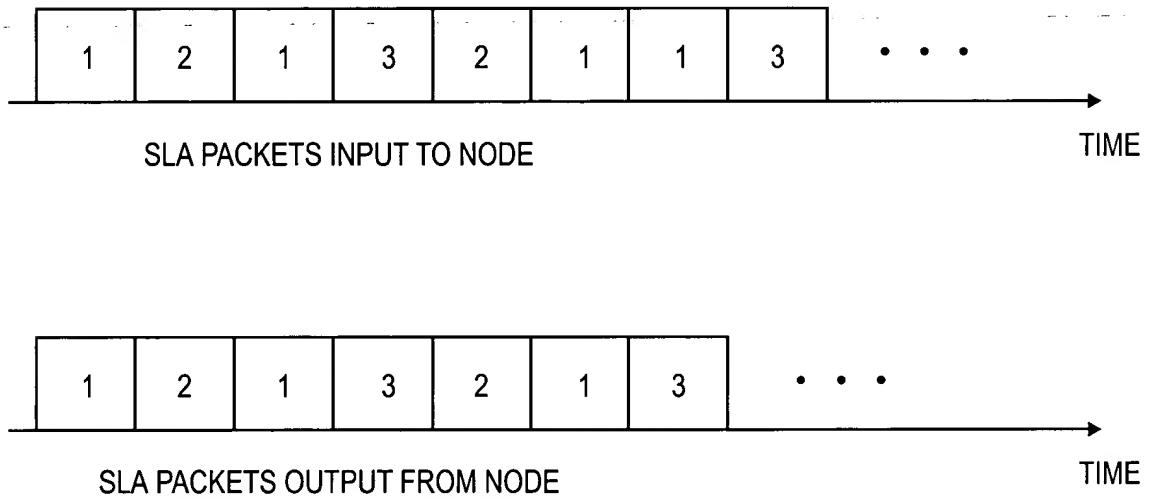 1 2 1 3 2 1 1 3 • • •
TIME
SLA PACKETS INPUT TO NODE
1 2 1 3 2 1 3 • • •
TIME
SLA PACKETS OUTPUT FROM NODE